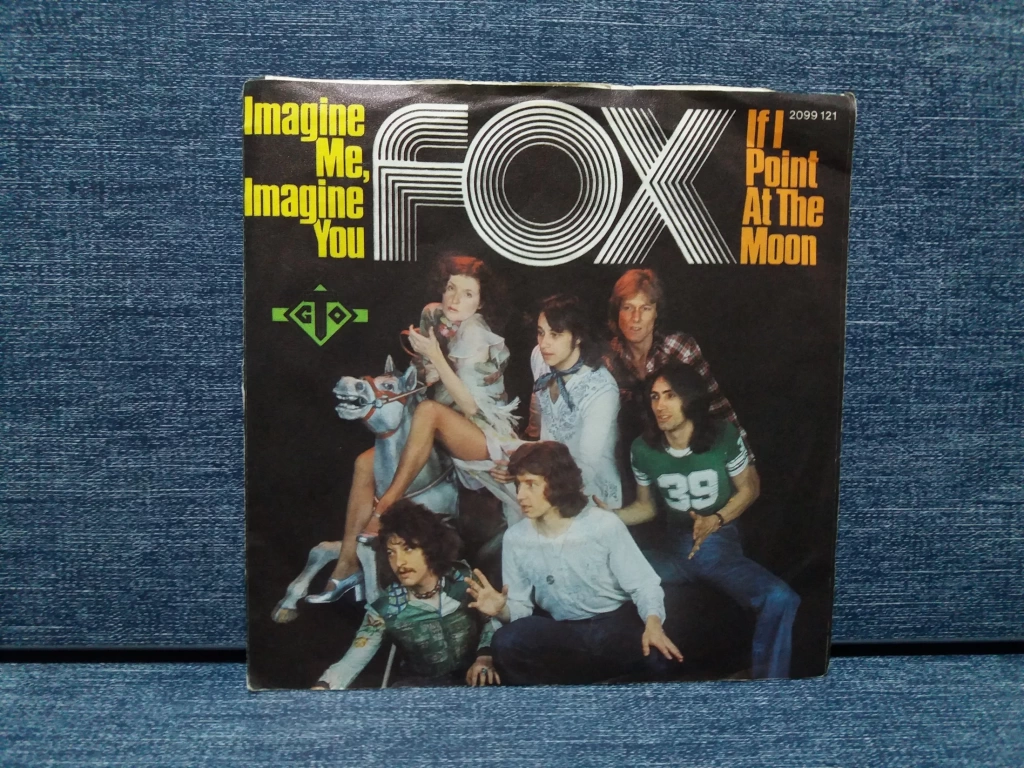 Imagine
Me,
Imagine
You
FOX
If I
Point
At The
Moon
2099 121
GTO
39